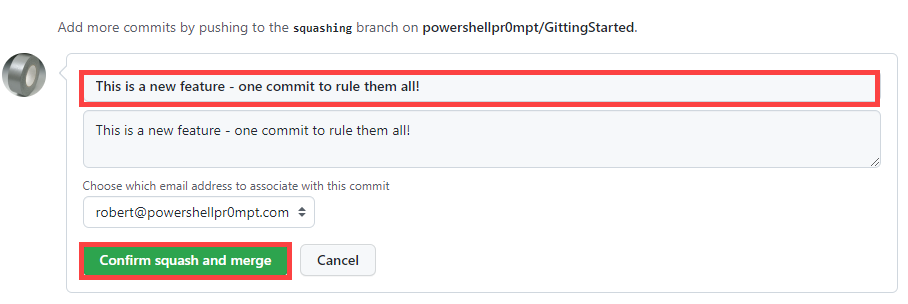 Add more commits by pushing to the squashing branch on powershellpr0mpt/GittingStarted.
This is a new feature - one commit to rule them all!
This is a new feature - one commit to rule them all!
Choose which email address to associate with this commit
robert@powershellpr0mpt.com
Confirm squash and merge
Cancel